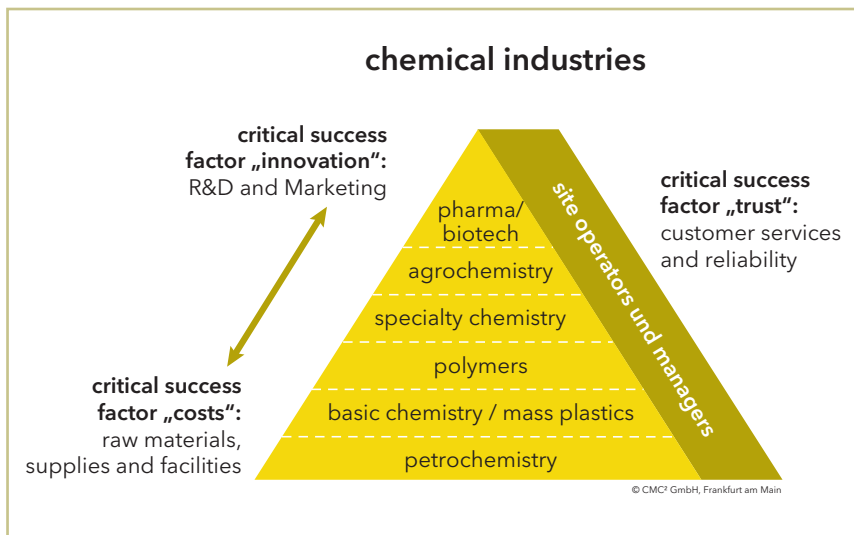 chemical industries
critical success
factor „innovation“:
R&D and Marketing
critical success
factor „costs“:
raw materials,
supplies and facilities
pharma/
biotech
agrochemistry
specialty chemistry
polymers
basic chemistry / mass plastics
petrochemistry
site operators und managers
critical success
factor „trust“:
customer services
and reliability
© CMC² GmbH, Frankfurt am Main